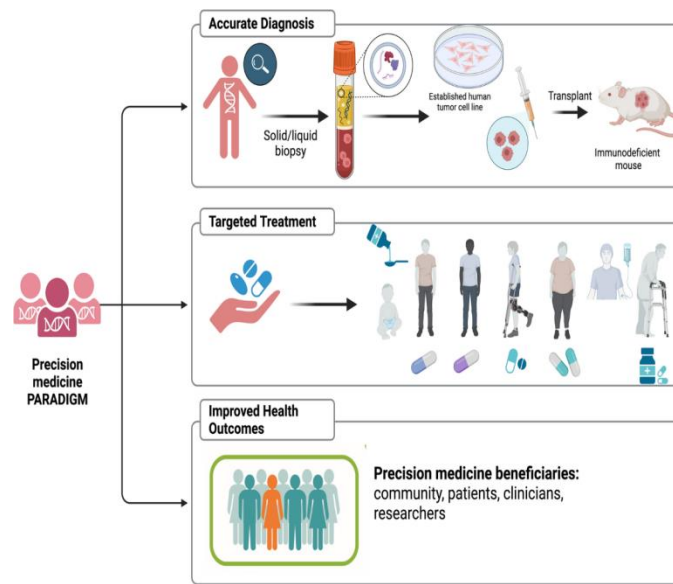 Accurate Diagnosis
Solid/liquid
biopsy
Established human
tumor cell line
Transplant
Immunodeficient
mouse
Precision
medicine
PARADIGM
Targeted Treatment
Improved Health
Outcomes
Precision medicine beneficiaries:
community, patients, clinicians,
researchers